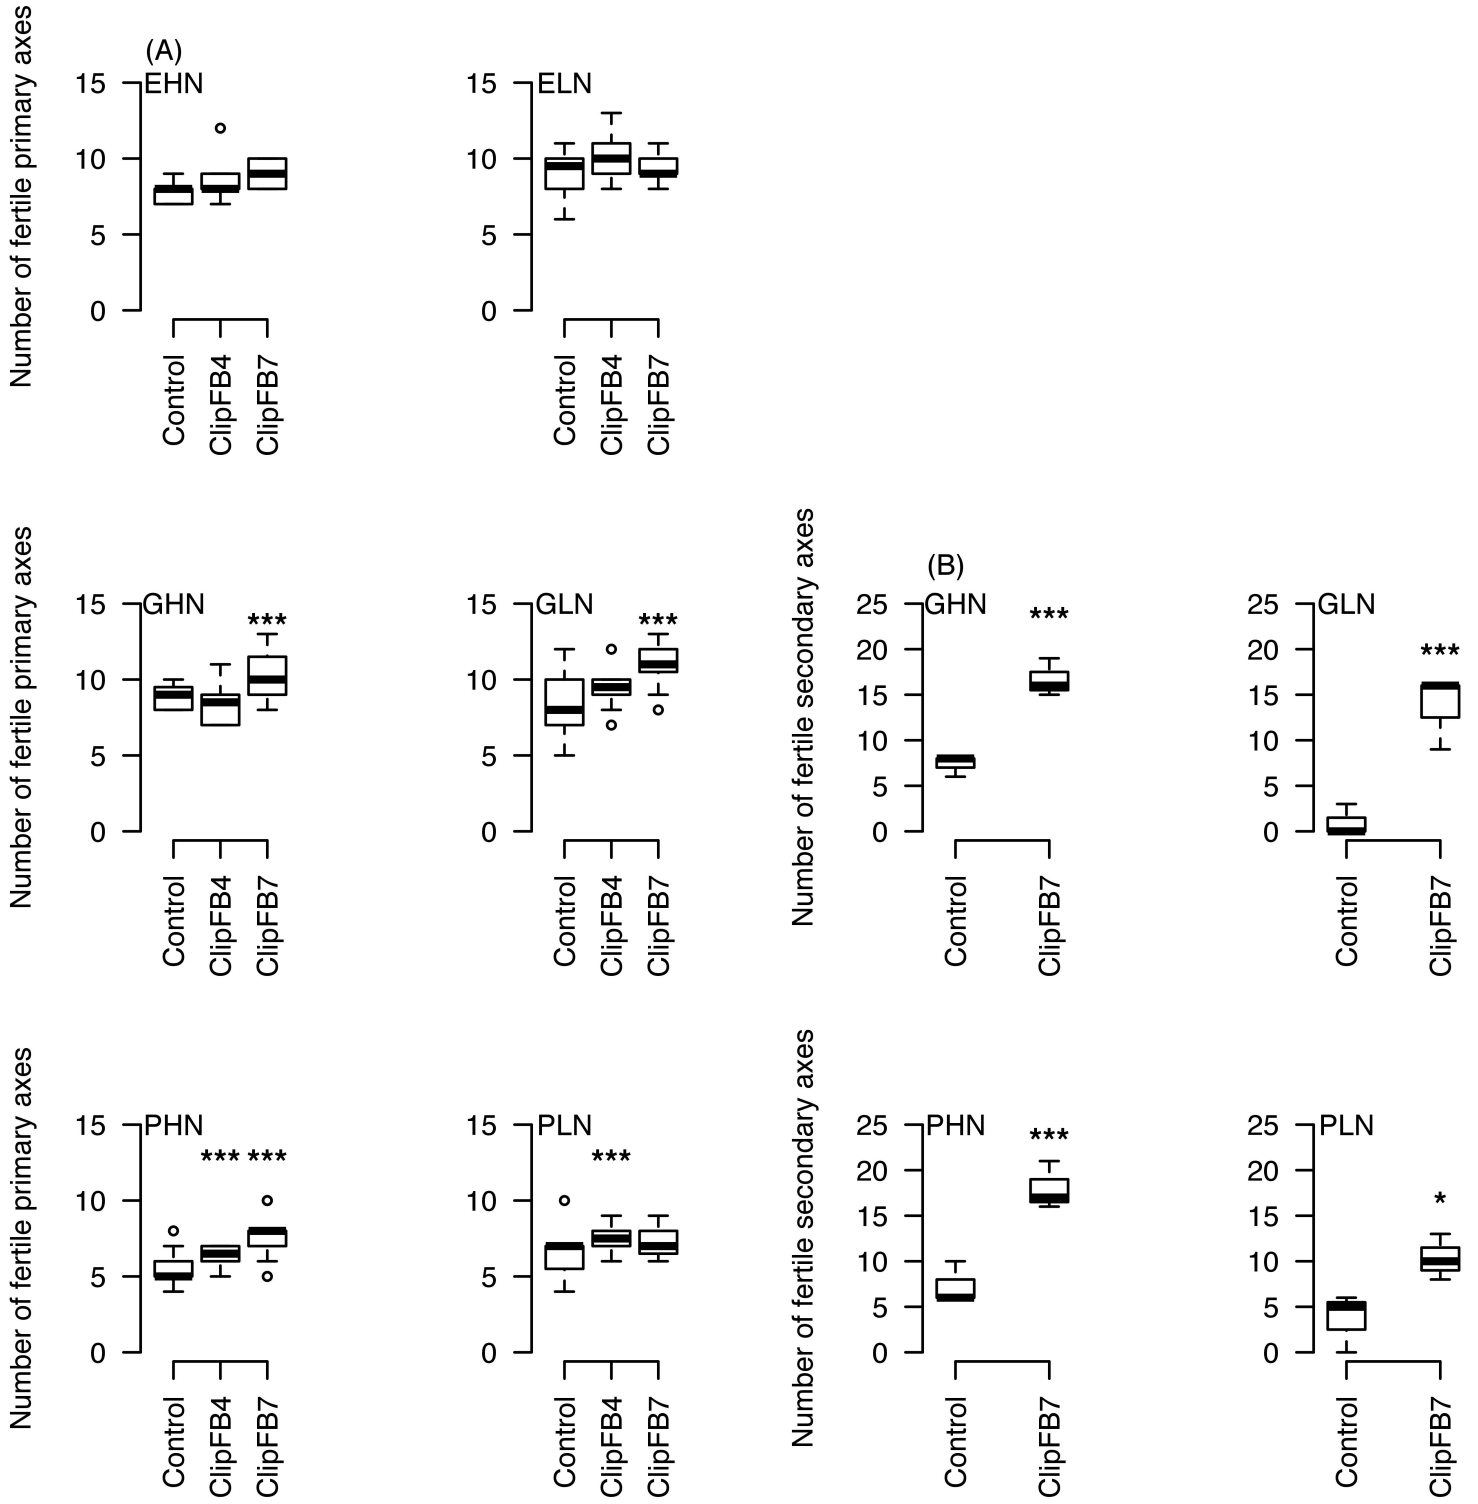 (A)
Number of fertile primary axes
EHN
15
10
5
0
Control
ClipFB4
ClipFB7
ELN
15
10
5
0
Control
ClipFB4
ClipFB7
Number of fertile primary axes
GHN
15
10
5
0
***
Control
ClipFB4
ClipFB7
GLN
15
10
5
0
***
Control
ClipFB4
ClipFB7
(B)
Number of fertile secondary axes
GHN
25
20
15
10
5
0
***
Control
ClipFB7
GLN
25
20
15
10
5
0
***
Control
ClipFB7
Number of fertile primary axes
PHN
15
10
5
0
*** ***
Control
ClipFB4
ClipFB7
PLN
15
10
5
0
***
Control
ClipFB4
ClipFB7
Number of fertile secondary axes
PHN
25
20
15
10
5
0
***
Control
ClipFB7
PLN
25
20
15
10
5
0
*
Control
ClipFB7